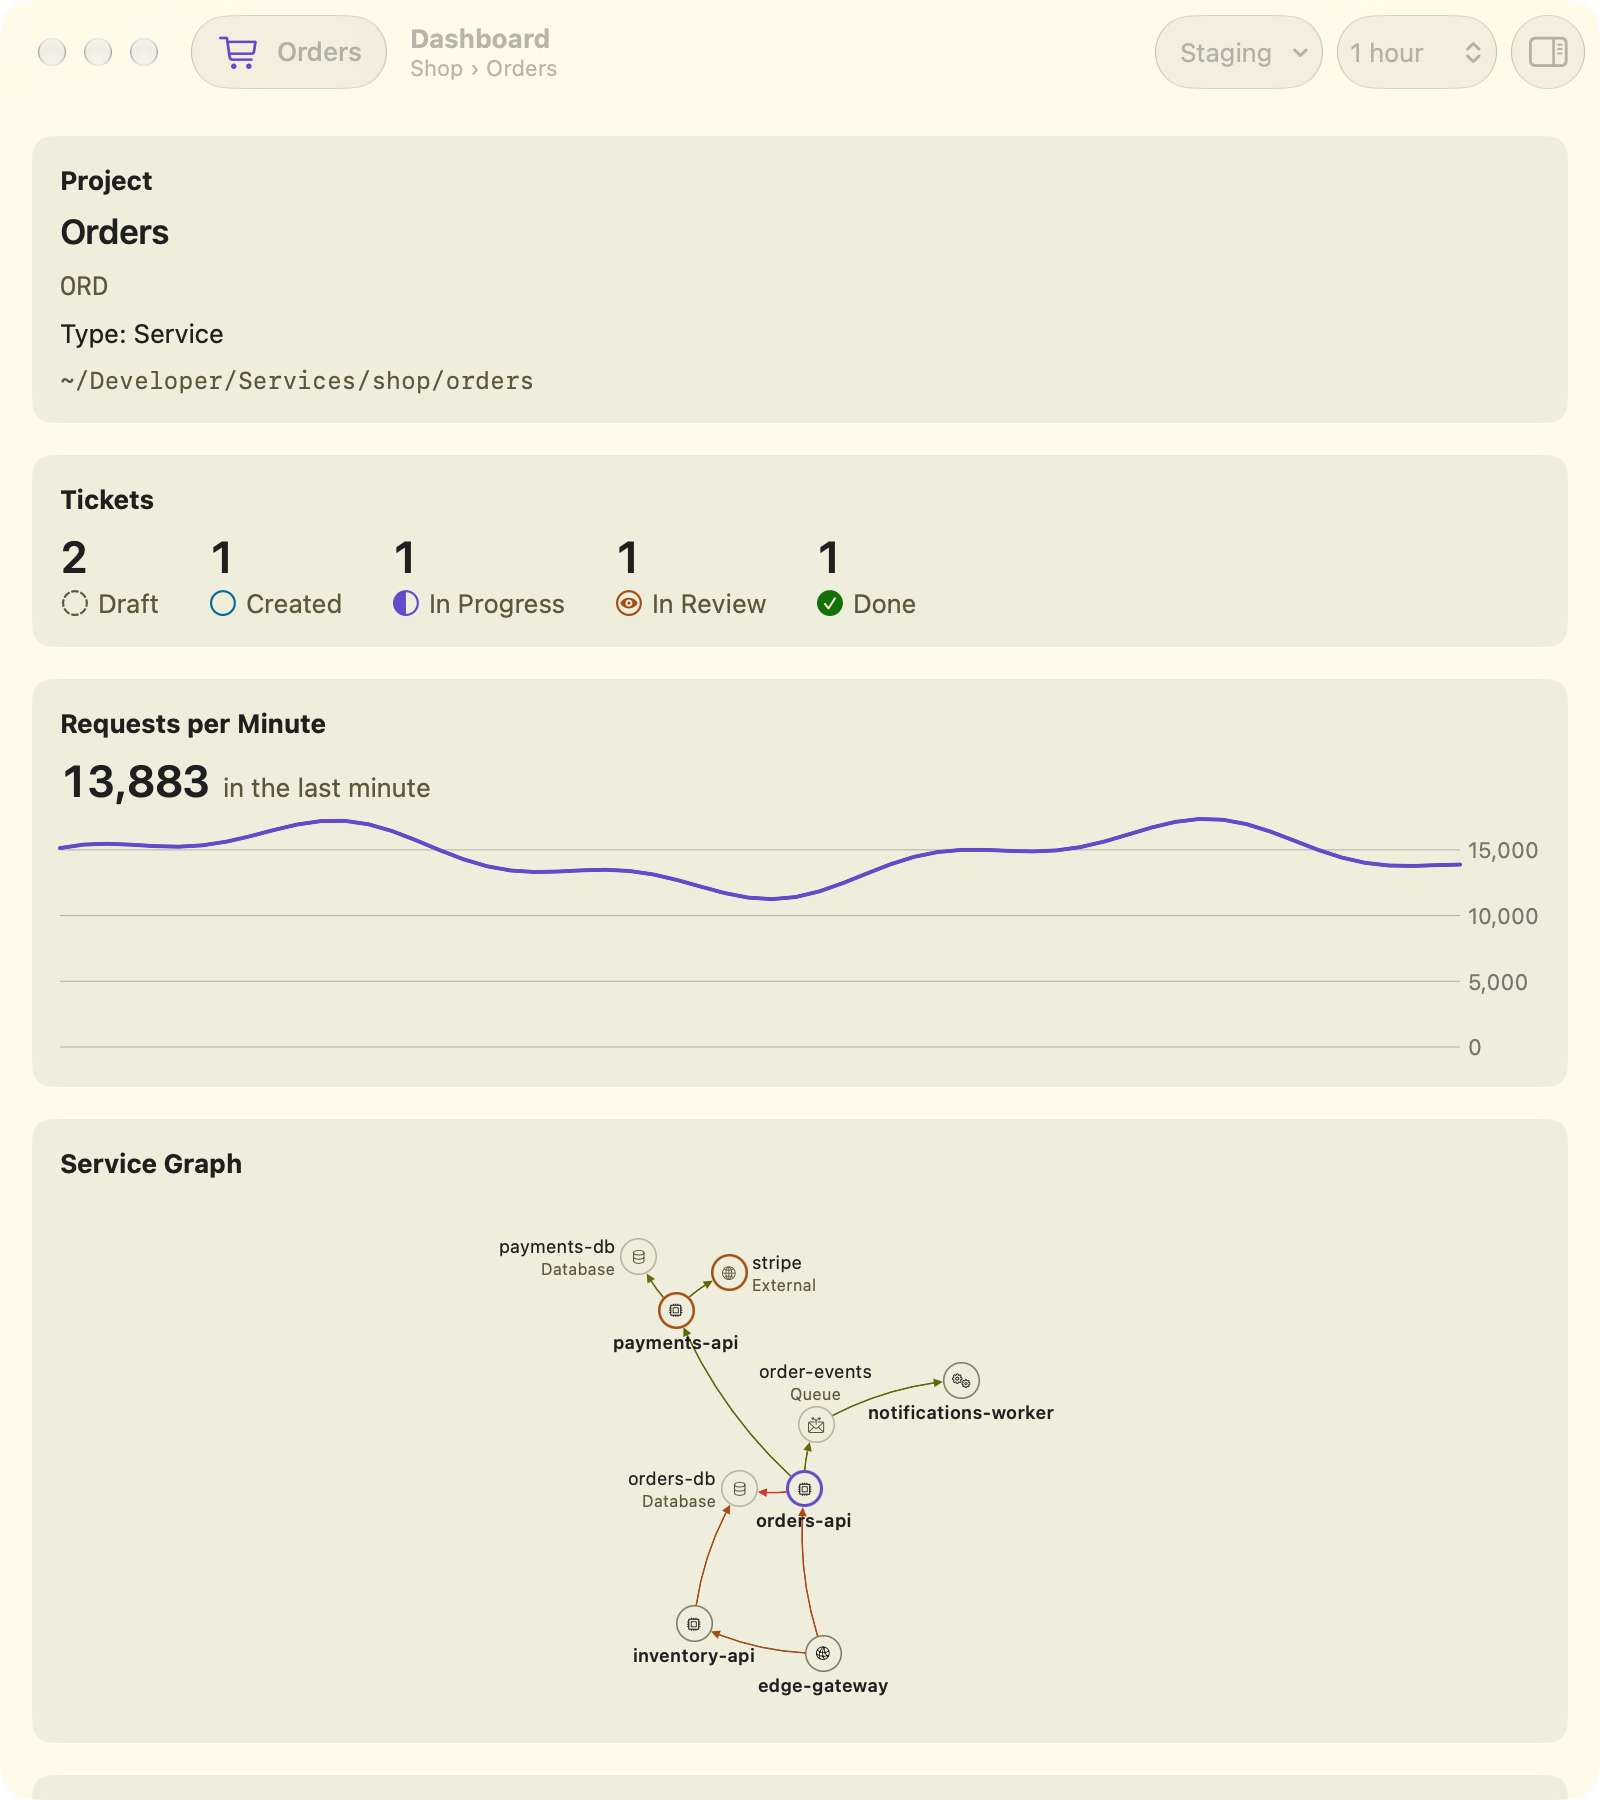 Orders
Dashboard
Shop › Orders
Staging
1 hour
Project
Orders
ORD
Type: Service
~/Developer/Services/shop/orders
Tickets
2
Draft
1
Created
1
In Progress
1
In Review
1
Done
Requests per Minute
13,883 in the last minute
15,000
10,000
5,000
0
Service Graph
payments-db
Database
stripe
External
payments-api
order-events
Queue
notifications-worker
orders-db
Database
orders-api
inventory-api
edge-gateway